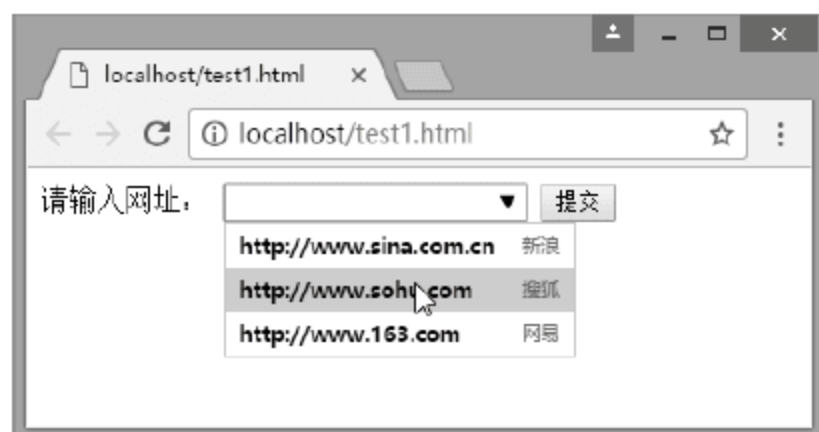 localhost/test1.html
localhost/test1.html
请输入网址： 提交
http://www.sina.com.cn 新浪
http://www.sohu.com 搜狐
http://www.163.com 网易